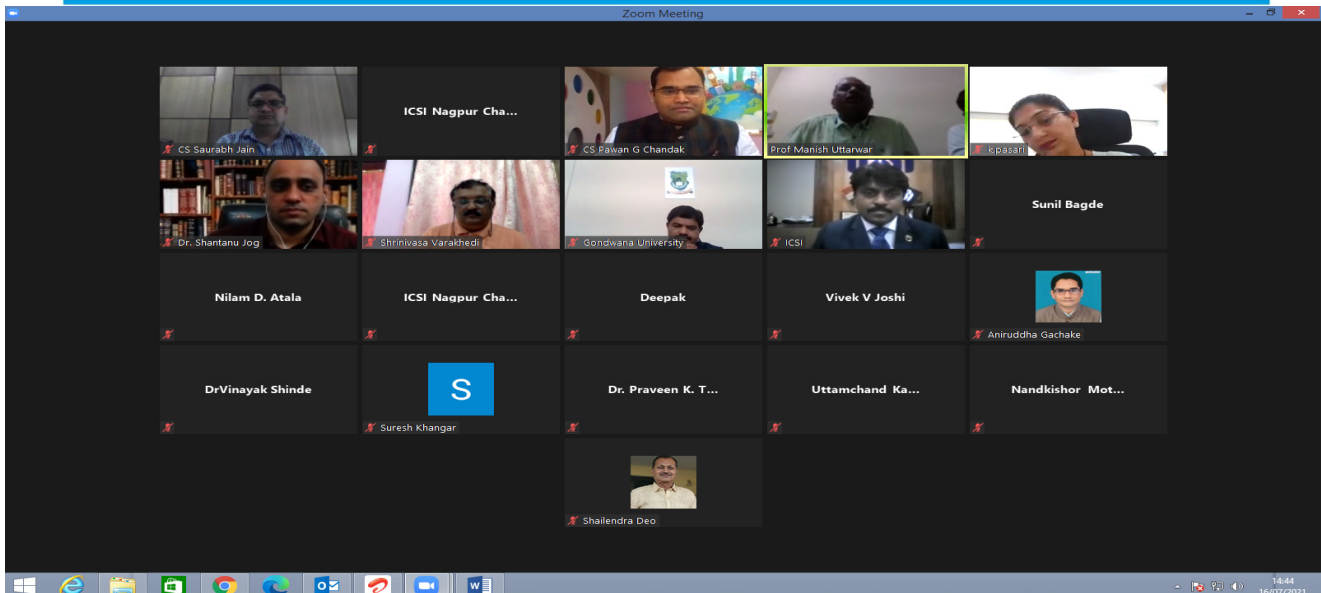 Zoom Meeting
CS Saurabh Jain
ICSI Nagpur Cha...
CS Pawan G Chandak
Prof Manish Uttarwar
k.pasari
Dr. Shantanu Jog
Shrinivasa Varakhedi
Gondwana University
ICSI
Sunil Bagde
Nilam D. Atala
ICSI Nagpur Cha...
Deepak
Vivek V Joshi
Aniruddha Gachake
DrVinayak Shinde
S
Suresh Khangar
Dr. Praveen K. T...
Uttamchand Ka...
Nandkishor Mot...
Shailendra Deo
14:44
16/07/2021